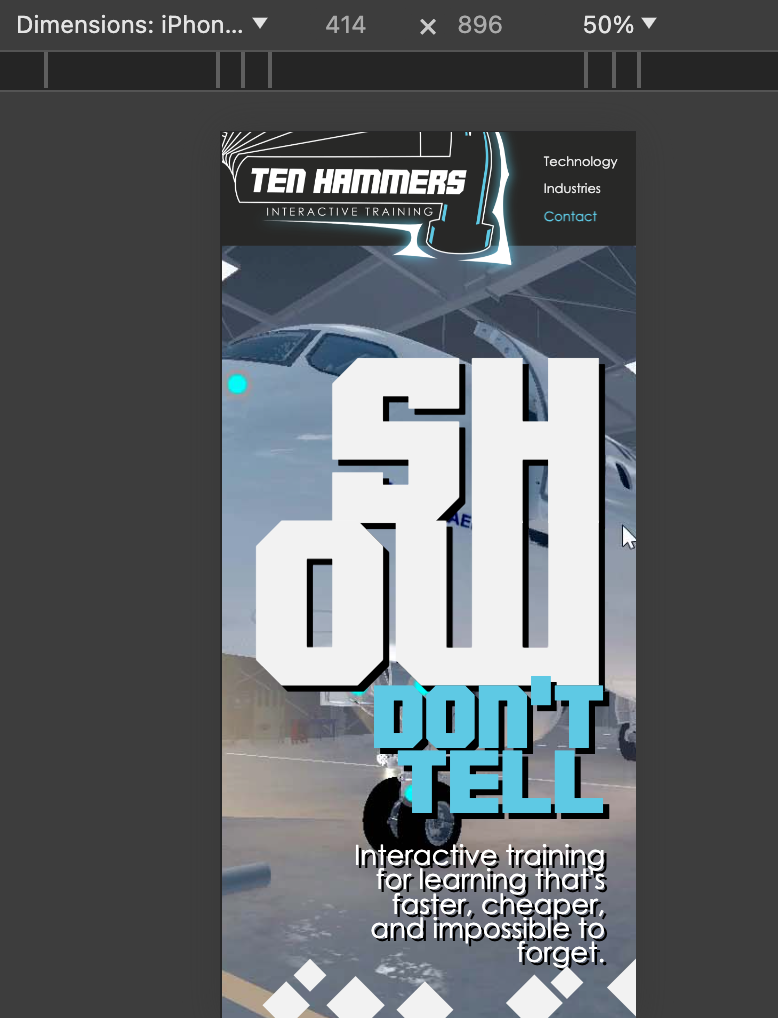 Dimensions: iPhon... 414 × 896 50%
TEN HAMMERS
INTERACTIVE TRAINING
Technology
Industries
Contact
SH
OW
DON'T
TELL
Interactive training
for learning that's
faster, cheaper,
and impossible to
forget.